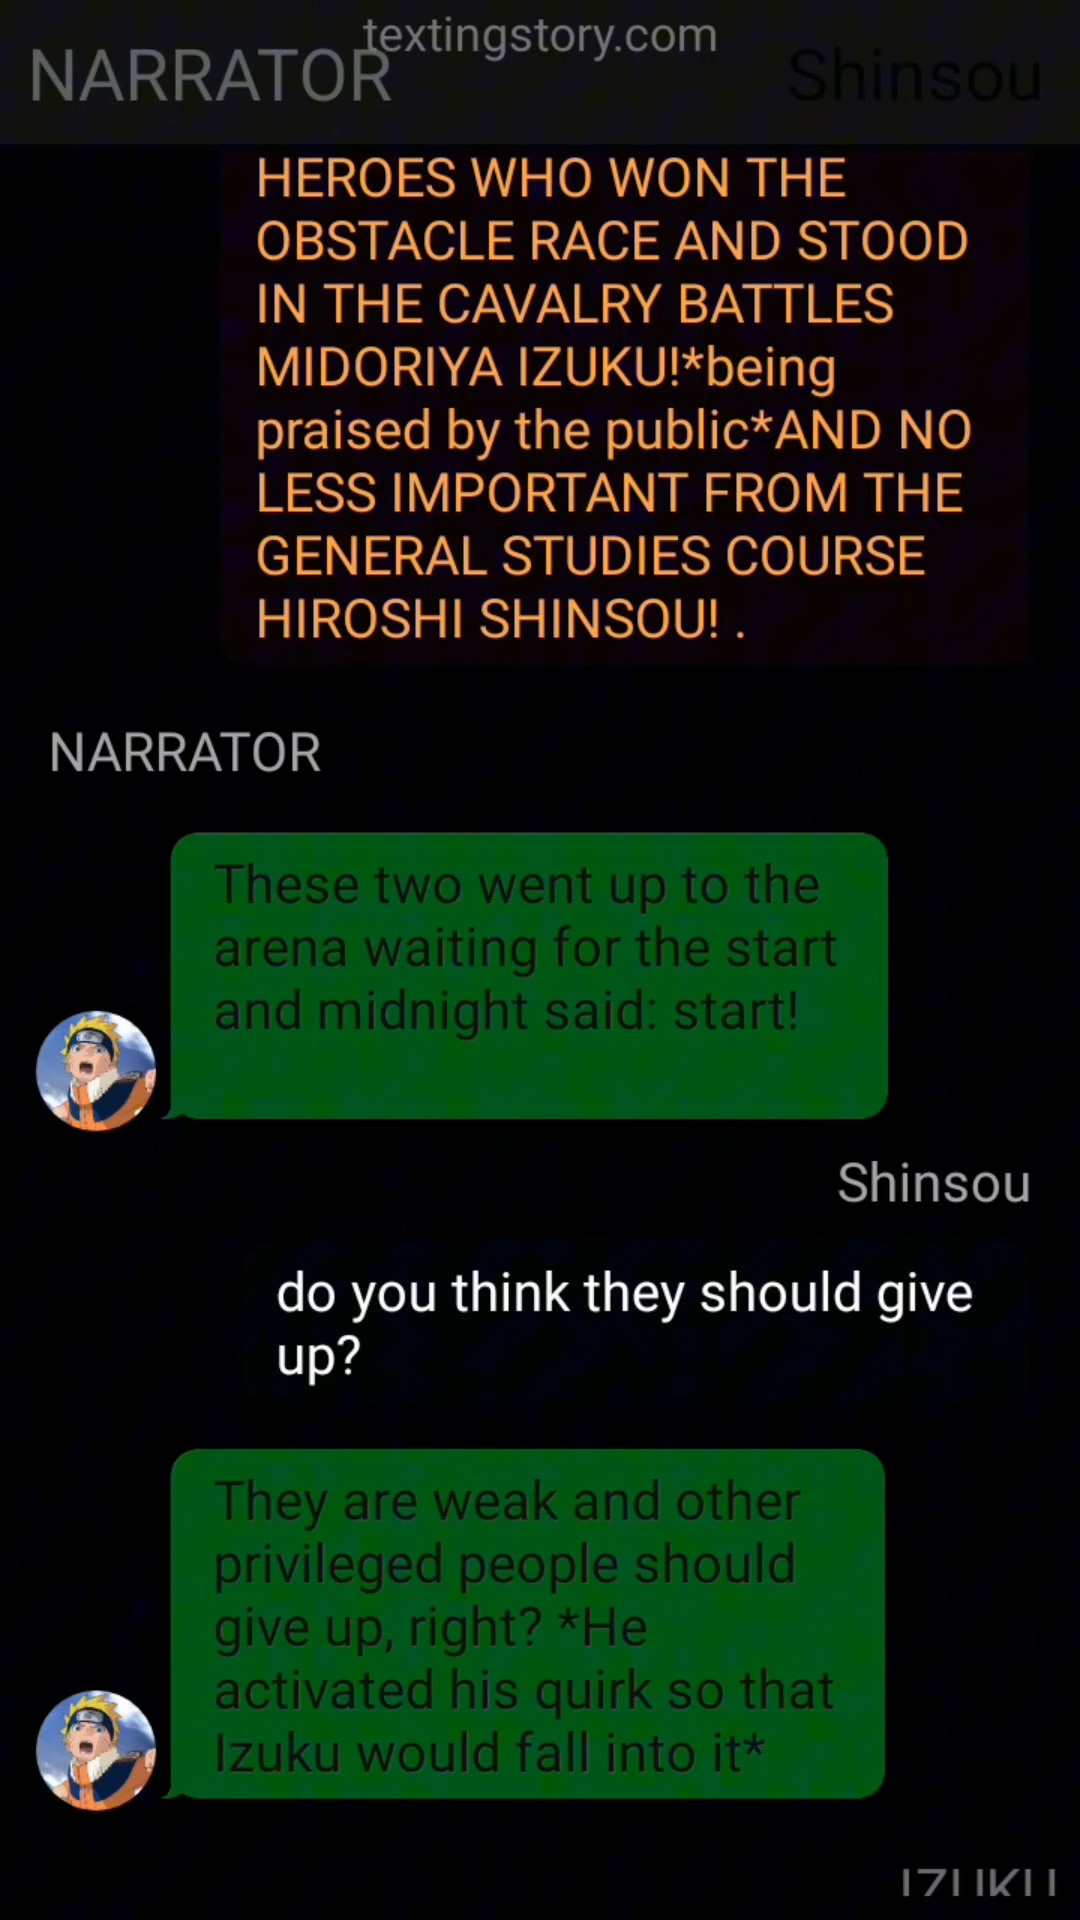 textingstory.com
NARRATOR Shinsou
HEROES WHO WON THE
OBSTACLE RACE AND STOOD
IN THE CAVALRY BATTLES
MIDORIYA IZUKU!*being
praised by the public*AND NO
LESS IMPORTANT FROM THE
GENERAL STUDIES COURSE
HIROSHI SHINSOU! .
NARRATOR
These two went up to the
arena waiting for the start
and midnight said: start!
Shinsou
do you think they should give
up?
They are weak and other
privileged people should
give up, right? *He
activated his quirk so that
Izuku would fall into it*
IZUKU